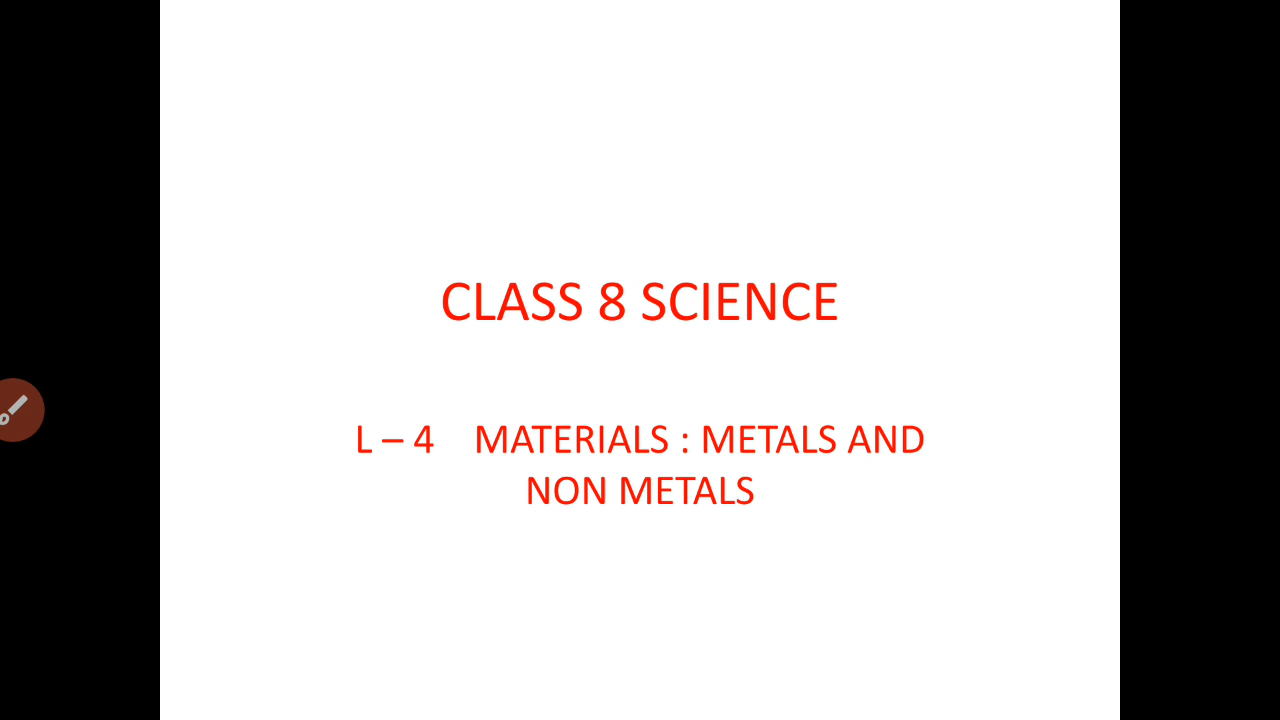 CLASS 8 SCIENCE
L – 4 MATERIALS : METALS AND
NON METALS